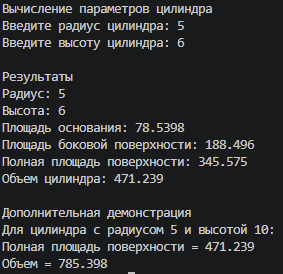 Вычисление параметров цилиндра
Введите радиус цилиндра: 5
Введите высоту цилиндра: 6
Результаты
Радиус: 5
Высота: 6
Площадь основания: 78.5398
Площадь боковой поверхности: 188.496
Полная площадь поверхности: 345.575
Объем цилиндра: 471.239
Дополнительная демонстрация
Для цилиндра с радиусом 5 и высотой 10:
Полная площадь поверхности = 471.239
Объем = 785.398